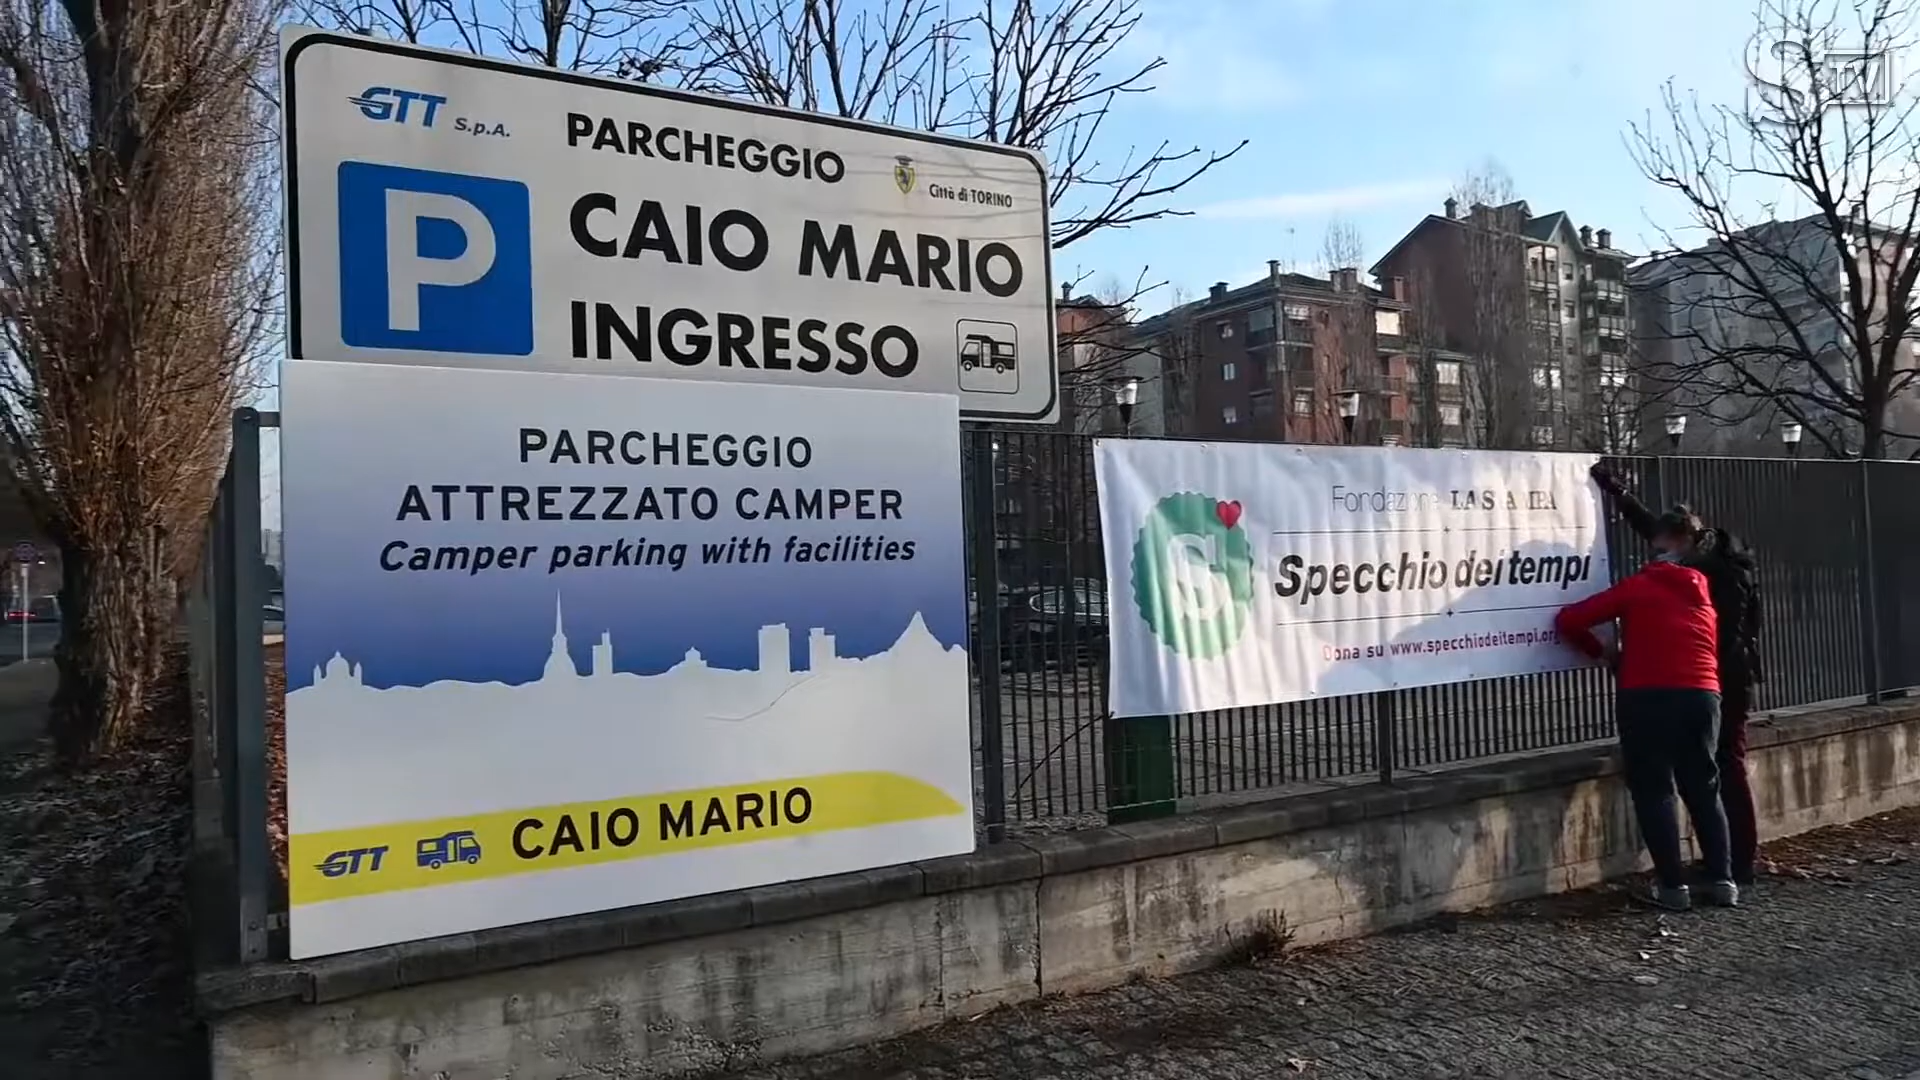 GTT S.p.A.
PARCHEGGIO
Città di TORINO
P
CAIO MARIO
INGRESSO
PARCHEGGIO
ATTREZZATO CAMPER
Camper parking with facilities
GTT CAIO MARIO
Fondazione LA STAMPA
S
Specchio dei tempi
Dona su www.specchiodeitempi.org
S TV